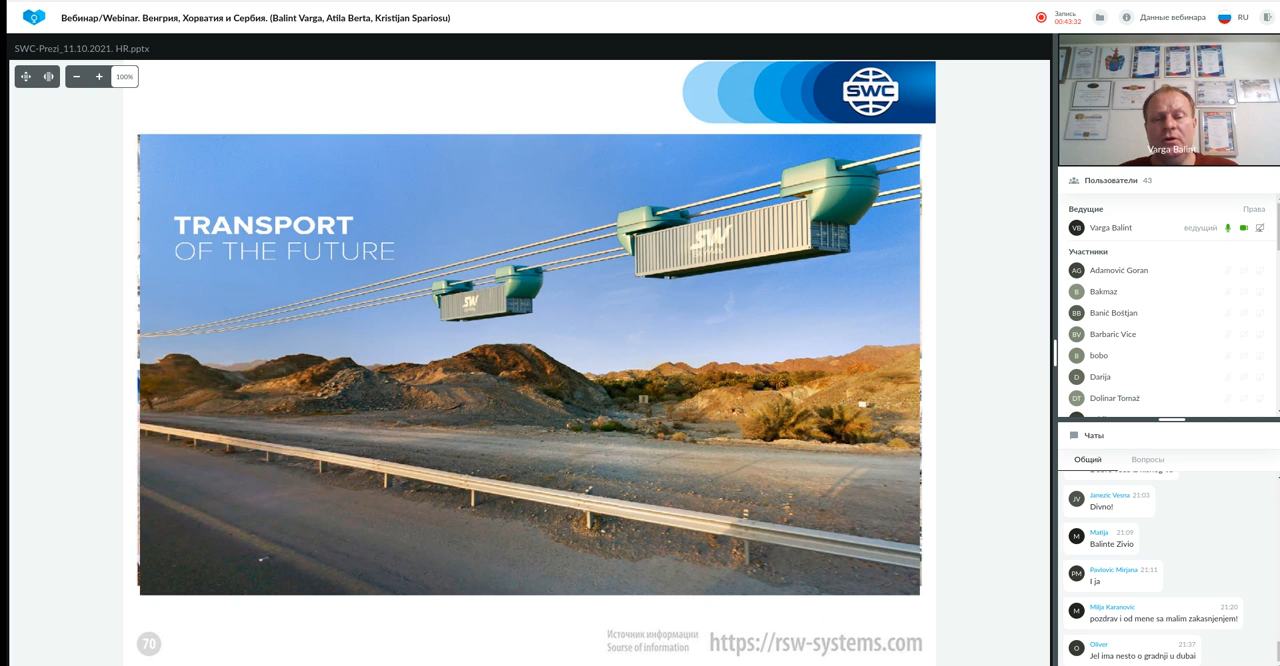 Вебинар/Webinar. Венгрия, Хорватия и Сербия. (Balint Varga, Atila Berta, Kristijan Spariosu)
Запись
00:43:32
Данные вебинара
RU
SWC-Prezi_11.10.2021. HR.pptx
100%
SWC
TRANSPORT
OF THE FUTURE
SW
SW
70
Источник информации
Sourse of information
https://rsw-systems.com
Varga Balint
Пользователи 43
Ведущие
Права
VB
Varga Balint
ведущий
Участники
AG
Adamović Goran
B
Bakmaz
BB
Banić Boštjan
BV
Barbaric Vice
B
bobo
D
Darija
DT
Dolinar Tomaž
Чаты
Общий
Вопросы
JV
Janezic Vesna 21:03
Divno!
M
Matija 21:09
Balinte Zivio
PM
Pavlovic Mirjana 21:11
I ja
M
Milja Karanovic 21:20
pozdrav i od mene sa malim zakasnjenjem!
O
Oliver 21:37
Jel ima nesto o gradnji u dubai